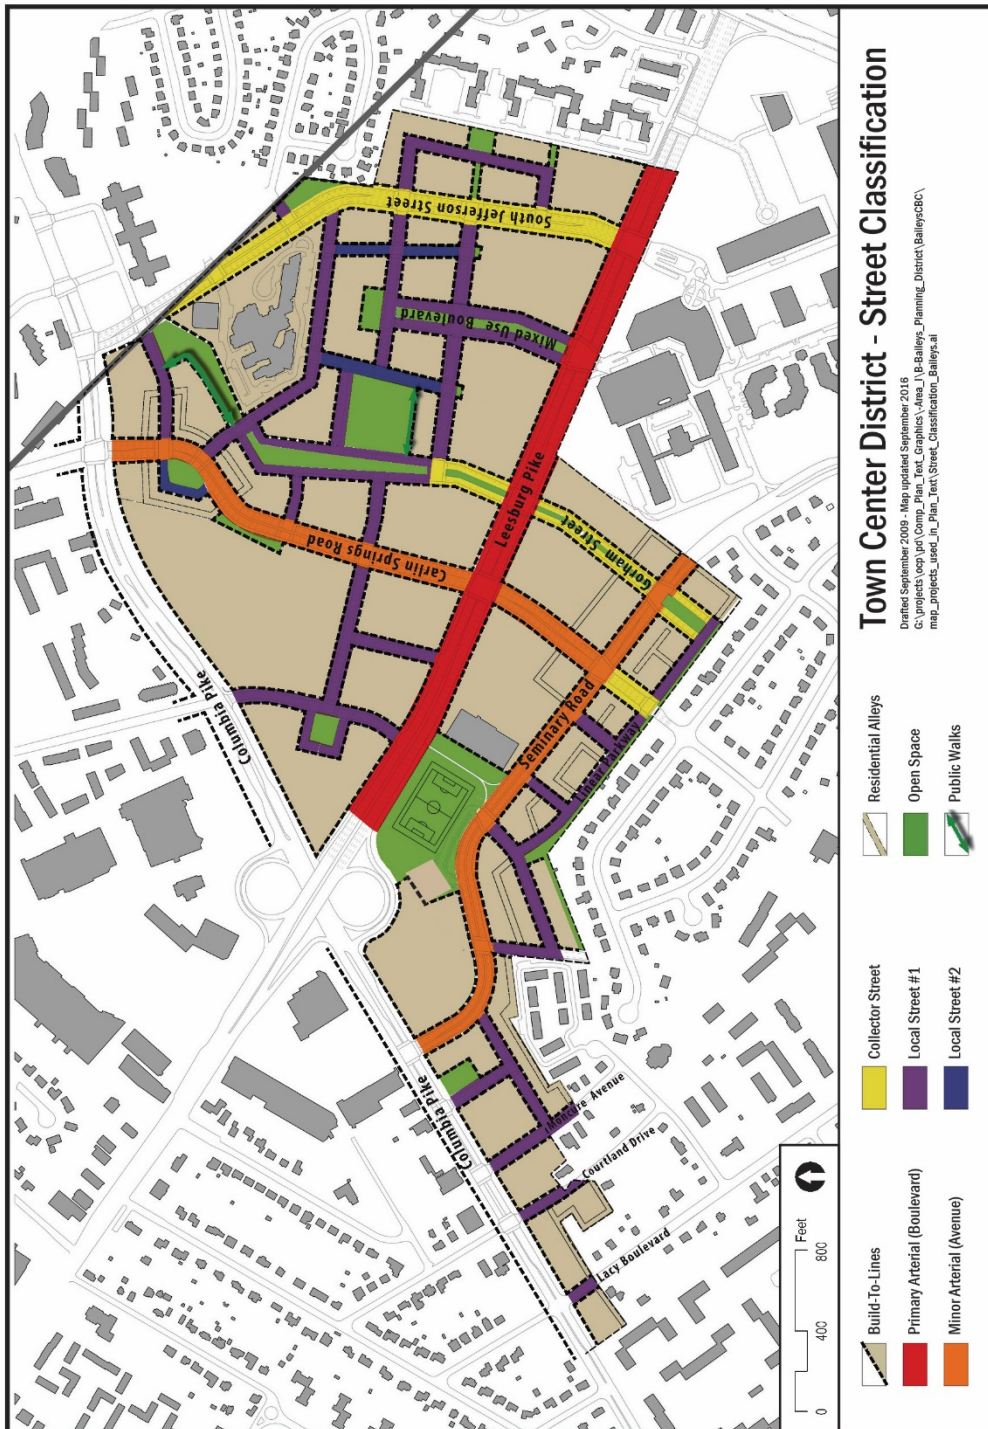 Columbia Pike
Columbia Pike
South Jefferson Street
Mixed Use Boulevard
Leesburg Pike
Carlin Springs Road
Gorham Street
Seminary Road
Linear Parkway
Moncure Avenue
Courtland Drive
Lacy Boulevard
Feet
0 400 800
Town Center District - Street Classification
Drafted September 2009 - Map updated September 2016
G:\projects\ocp\pd\Comp_Plan_Text_Graphics\-Area_I\B-Baileys_Planning_District\BaileysCBC\
map_projects_used_in_Plan_Text\Street_Classification_Baileys.ai
Build-To-Lines
Primary Arterial (Boulevard)
Minor Arterial (Avenue)
Collector Street
Local Street #1
Local Street #2
Residential Alleys
Open Space
Public Walks